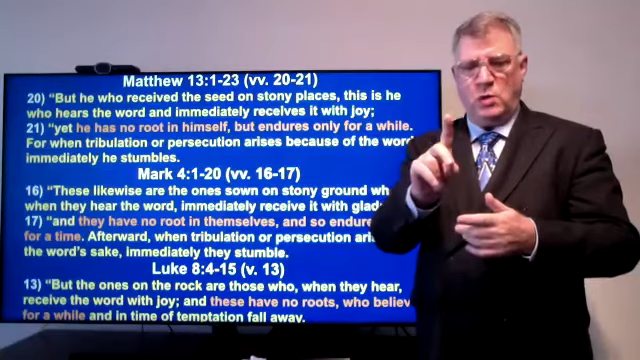 Matthew 13:1-23 (vv. 20-21)
20) “But he who received the seed on stony places, this is he
who hears the word and immediately receives it with joy;
21) “yet he has no root in himself, but endures only for a while.
For when tribulation or persecution arises because of the word
immediately he stumbles.
Mark 4:1-20 (vv. 16-17)
16) “These likewise are the ones sown on stony ground
when they hear the word, immediately receive it with
17) “and they have no root in themselves, and so endure
for a time. Afterward, when tribulation or persecution
the word’s sake, immediately they stumble.
Luke 8:4-15 (v. 13)
13) “But the ones on the rock are those who, when they hear,
receive the word with joy; and these have no roots, who
for a while and in time of temptation fall away.